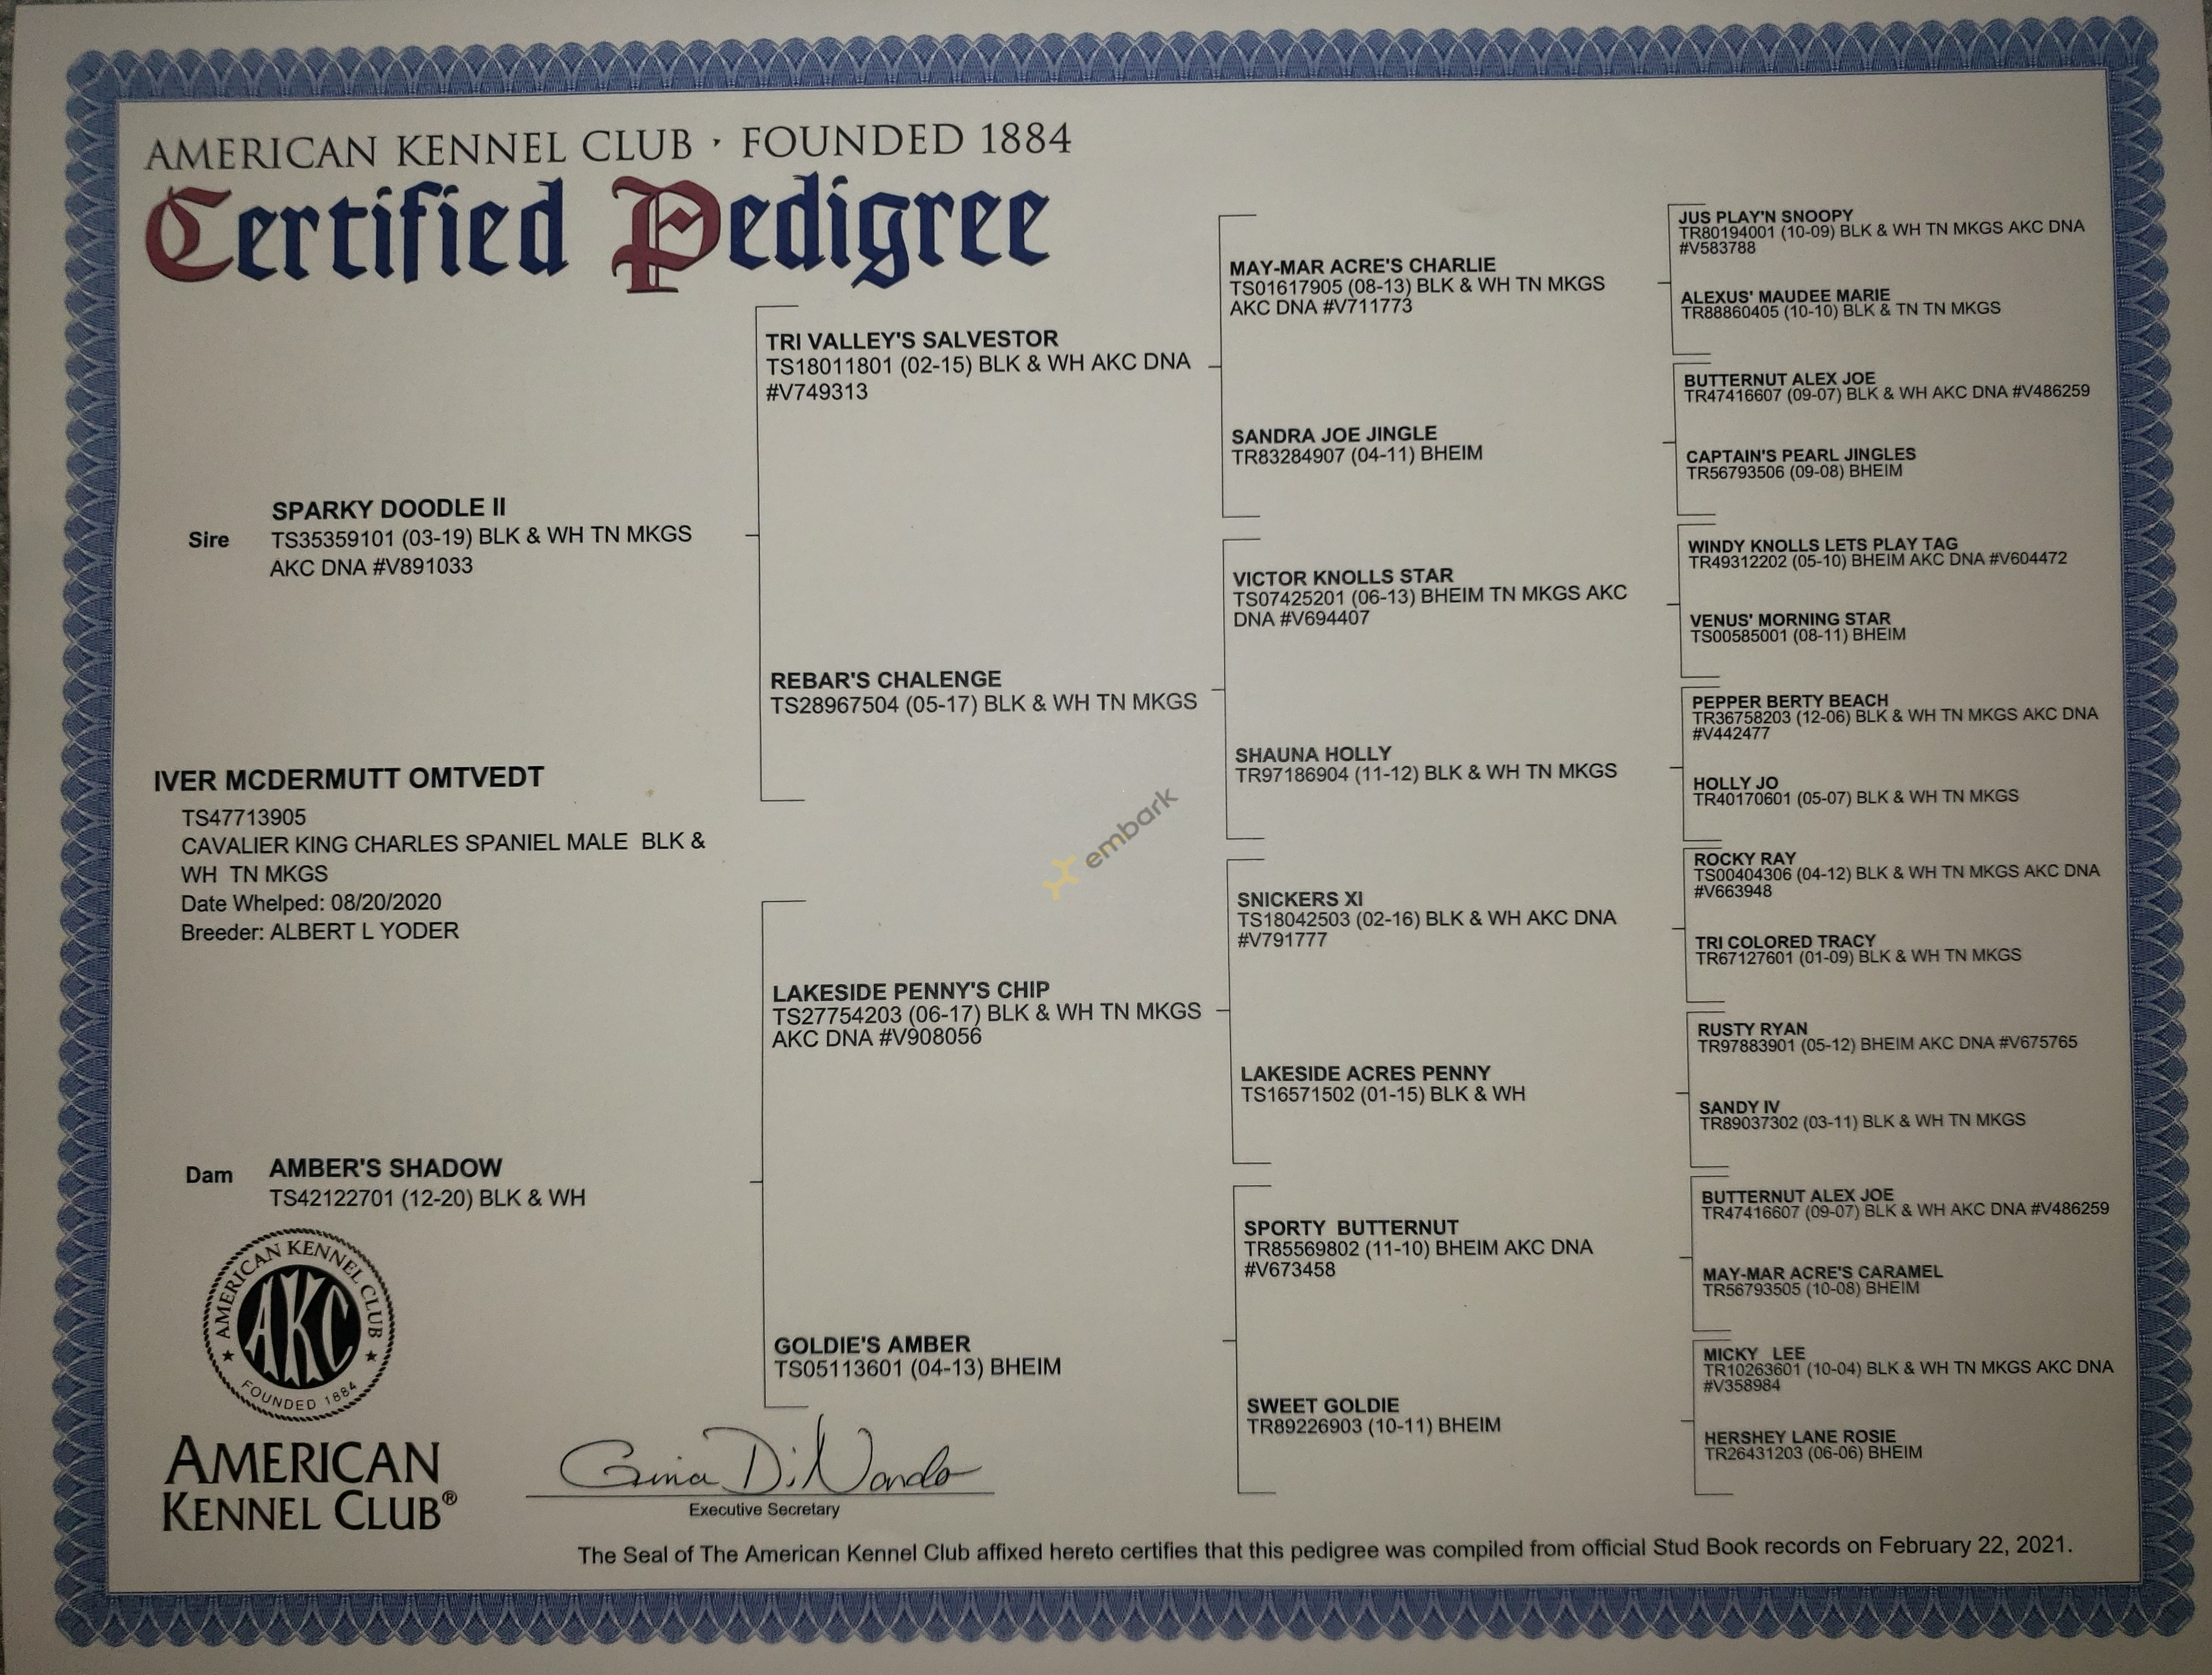 AMERICAN KENNEL CLUB · FOUNDED 1884
Certified Pedigree
Sire
SPARKY DOODLE II
TS35359101 (03-19) BLK & WH TN MKGS
AKC DNA #V891033
IVER MCDERMUTT OMTVEDT
TS47713905
CAVALIER KING CHARLES SPANIEL MALE  BLK &
WH  TN MKGS
Date Whelped: 08/20/2020
Breeder: ALBERT L YODER
Dam
AMBER'S SHADOW
TS42122701 (12-20) BLK & WH
TRI VALLEY'S SALVESTOR
TS18011801 (02-15) BLK & WH AKC DNA
#V749313
REBAR'S CHALENGE
TS28967504 (05-17) BLK & WH TN MKGS
LAKESIDE PENNY'S CHIP
TS27754203 (06-17) BLK & WH TN MKGS
AKC DNA #V908056
GOLDIE'S AMBER
TS05113601 (04-13) BHEIM
MAY-MAR ACRE'S CHARLIE
TS01617905 (08-13) BLK & WH TN MKGS
AKC DNA #V711773
SANDRA JOE JINGLE
TR83284907 (04-11) BHEIM
VICTOR KNOLLS STAR
TS07425201 (06-13) BHEIM TN MKGS AKC
DNA #V694407
SHAUNA HOLLY
TR97186904 (11-12) BLK & WH TN MKGS
SNICKERS XI
TS18042503 (02-16) BLK & WH AKC DNA
#V791777
LAKESIDE ACRES PENNY
TS16571502 (01-15) BLK & WH
SPORTY  BUTTERNUT
TR85569802 (11-10) BHEIM AKC DNA
#V673458
SWEET GOLDIE
TR89226903 (10-11) BHEIM
JUS PLAY'N SNOOPY
TR80194001 (10-09) BLK & WH TN MKGS AKC DNA
#V583788
ALEXUS' MAUDEE MARIE
TR88860405 (10-10) BLK & TN TN MKGS
BUTTERNUT ALEX JOE
TR47416607 (09-07) BLK & WH AKC DNA #V486259
CAPTAIN'S PEARL JINGLES
TR56793506 (09-08) BHEIM
WINDY KNOLLS LETS PLAY TAG
TR49312202 (05-10) BHEIM AKC DNA #V604472
VENUS' MORNING STAR
TS00585001 (08-11) BHEIM
PEPPER BERTY BEACH
TR36758203 (12-06) BLK & WH TN MKGS AKC DNA
#V442477
HOLLY JO
TR40170601 (05-07) BLK & WH TN MKGS
ROCKY RAY
TS00404306 (04-12) BLK & WH TN MKGS AKC DNA
#V663948
TRI COLORED TRACY
TR67127601 (01-09) BLK & WH TN MKGS
RUSTY RYAN
TR97883901 (05-12) BHEIM AKC DNA #V675765
SANDY IV
TR89037302 (03-11) BLK & WH TN MKGS
BUTTERNUT ALEX JOE
TR47416607 (09-07) BLK & WH AKC DNA #V486259
MAY-MAR ACRE'S CARAMEL
TR56793505 (10-08) BHEIM
MICKY   LEE
TR10263601 (10-04) BLK & WH TN MKGS AKC DNA
#V358984
HERSHEY LANE ROSIE
TR26431203 (06-06) BHEIM
embark
AMERICAN KENNEL CLUB
AKC
FOUNDED 1884
AMERICAN
KENNEL CLUB®
Gina DiNardo
Executive Secretary
The Seal of The American Kennel Club affixed hereto certifies that this pedigree was compiled from official Stud Book records on February 22, 2021.